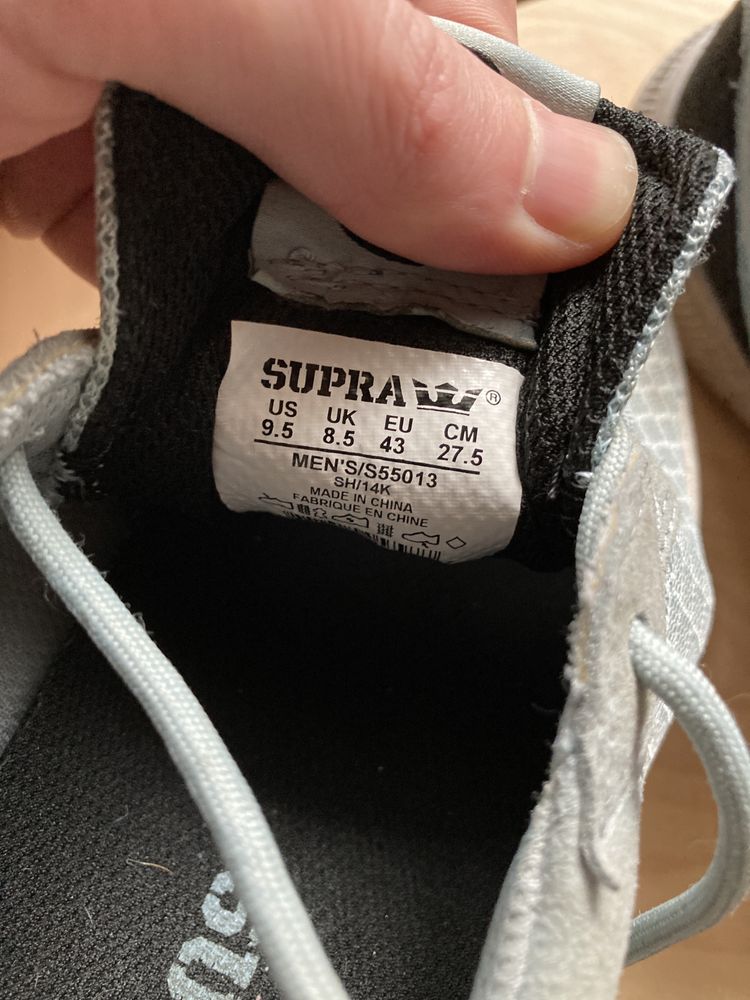 SUPRA ®
US UK EU CM
9.5 8.5 43 27.5
MEN'S/S55013
SH/14K
MADE IN CHINA
FABRIQUE EN CHINE